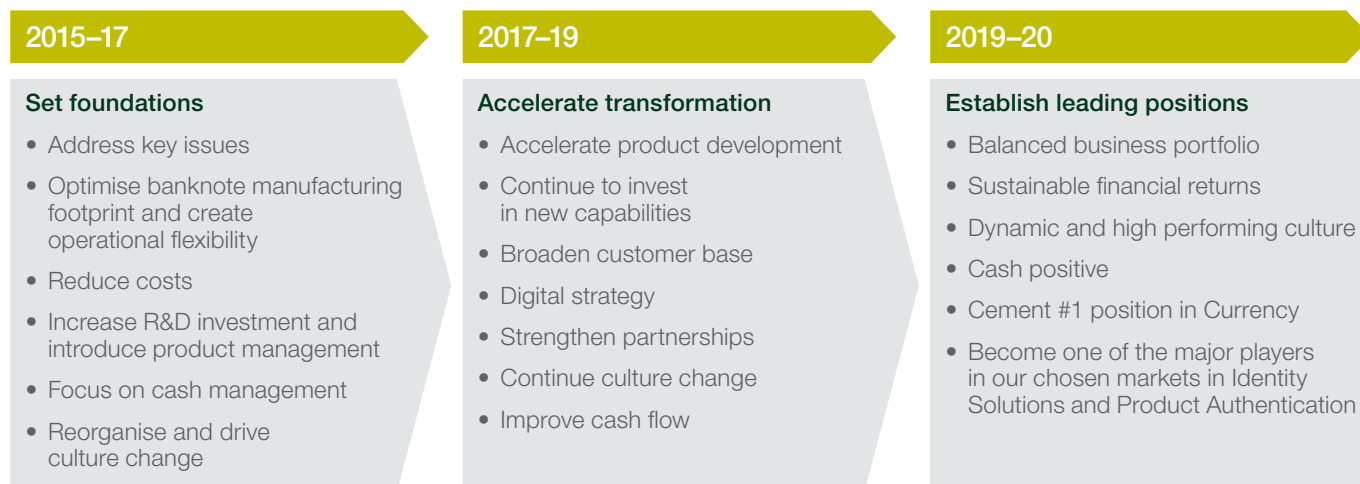 2015–17
Set foundations
• Address key issues
• Optimise banknote manufacturing
footprint and create
operational flexibility
• Reduce costs
• Increase R&D investment and
introduce product management
• Focus on cash management
• Reorganise and drive
culture change
2017–19
Accelerate transformation
• Accelerate product development
• Continue to invest
in new capabilities
• Broaden customer base
• Digital strategy
• Strengthen partnerships
• Continue culture change
• Improve cash flow
2019–20
Establish leading positions
• Balanced business portfolio
• Sustainable financial returns
• Dynamic and high performing culture
• Cash positive
• Cement #1 position in Currency
• Become one of the major players
in our chosen markets in Identity
Solutions and Product Authentication